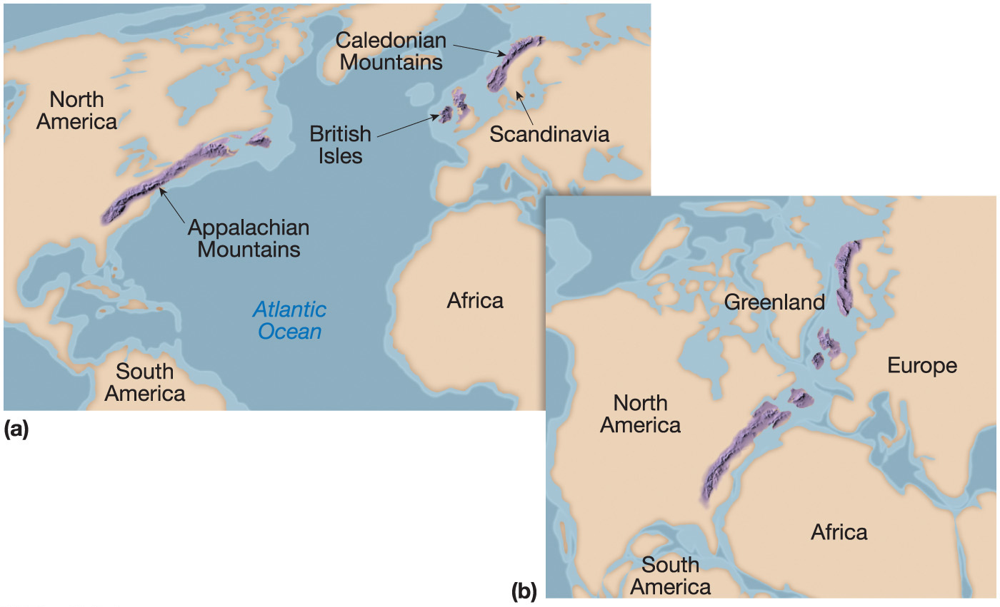 Caledonian
Mountains
North
America
British
Isles
Scandinavia
Appalachian
Mountains
Atlantic
Ocean
Africa
South
America
(a)
Greenland
Europe
North
America
Africa
South
America
(b)